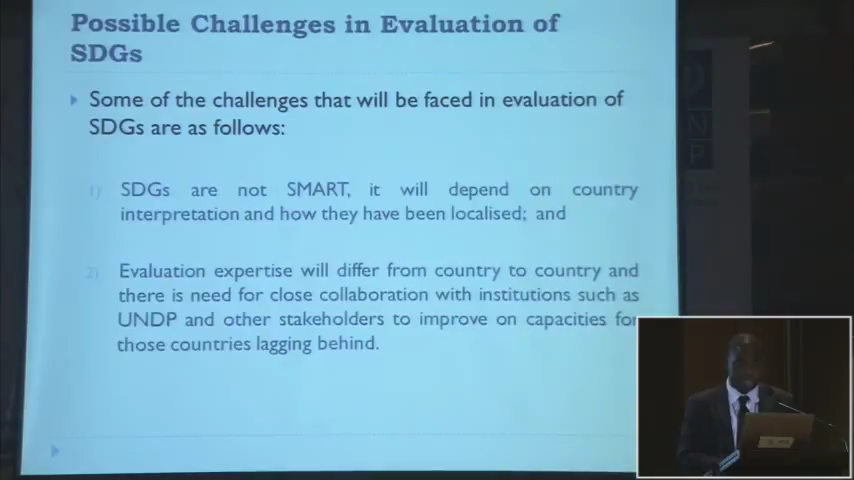 Possible Challenges in Evaluation of
SDGs
Some of the challenges that will be faced in evaluation of
SDGs are as follows:
1) SDGs are not SMART, it will depend on country
interpretation and how they have been localised; and
2) Evaluation expertise will differ from country to country and
there is need for close collaboration with institutions such as
UNDP and other stakeholders to improve on capacities for
those countries lagging behind.
N
P